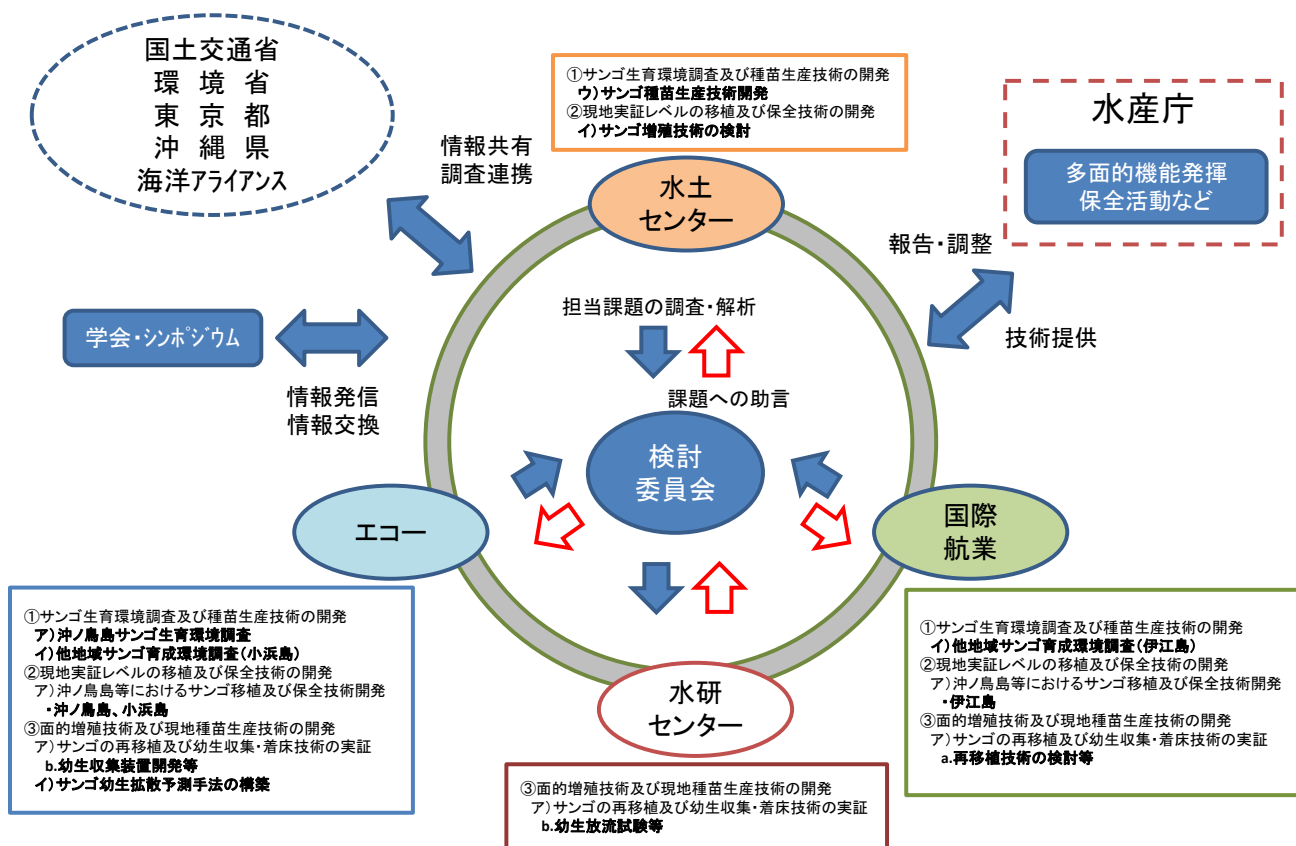 国土交通省
環 境 省
東 京 都
沖 縄 県
海洋アライアンス
情報共有
調査連携
①サンゴ生育環境調査及び種苗生産技術の開発
ウ)サンゴ種苗生産技術開発
②現地実証レベルの移植及び保全技術の開発
イ)サンゴ増殖技術の検討
水産庁
多面的機能発揮
保全活動など
水土
センター
報告・調整
技術提供
学会・シンポジウム
情報発信
情報交換
担当課題の調査・解析
課題への助言
検討
委員会
エコー
国際
航業
水研
センター
①サンゴ生育環境調査及び種苗生産技術の開発
ア)沖ノ鳥島サンゴ生育環境調査
イ)他地域サンゴ育成環境調査(小浜島)
②現地実証レベルの移植及び保全技術の開発
ア)沖ノ鳥島等におけるサンゴ移植及び保全技術開発
・沖ノ鳥島、小浜島
③面的増殖技術及び現地種苗生産技術の開発
ア)サンゴの再移植及び幼生収集・着床技術の実証
b.幼生収集装置開発等
イ)サンゴ幼生拡散予測手法の構築
③面的増殖技術及び現地種苗生産技術の開発
ア)サンゴの再移植及び幼生収集・着床技術の実証
b.幼生放流試験等
①サンゴ生育環境調査及び種苗生産技術の開発
イ)他地域サンゴ育成環境調査(伊江島)
②現地実証レベルの移植及び保全技術の開発
ア)沖ノ鳥島等におけるサンゴ移植及び保全技術開発
・伊江島
③面的増殖技術及び現地種苗生産技術の開発
ア)サンゴの再移植及び幼生収集・着床技術の実証
a.再移植技術の検討等